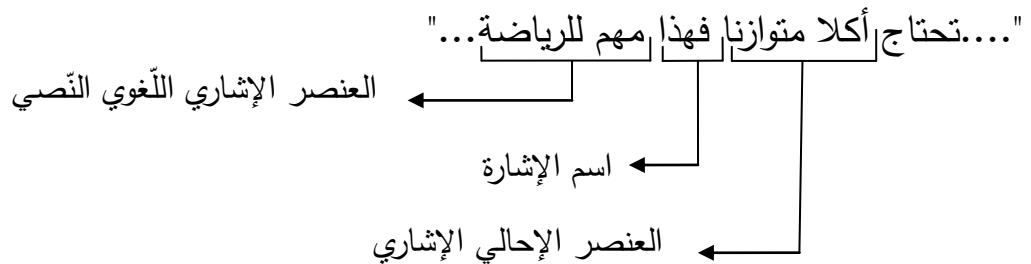 "....تحتاج أكلا متوازنا فهذا مهم للرياضة..."
العنصر الإشاري اللّغوي النّصي
اسم الإشارة
العنصر الإحالي الإشاري